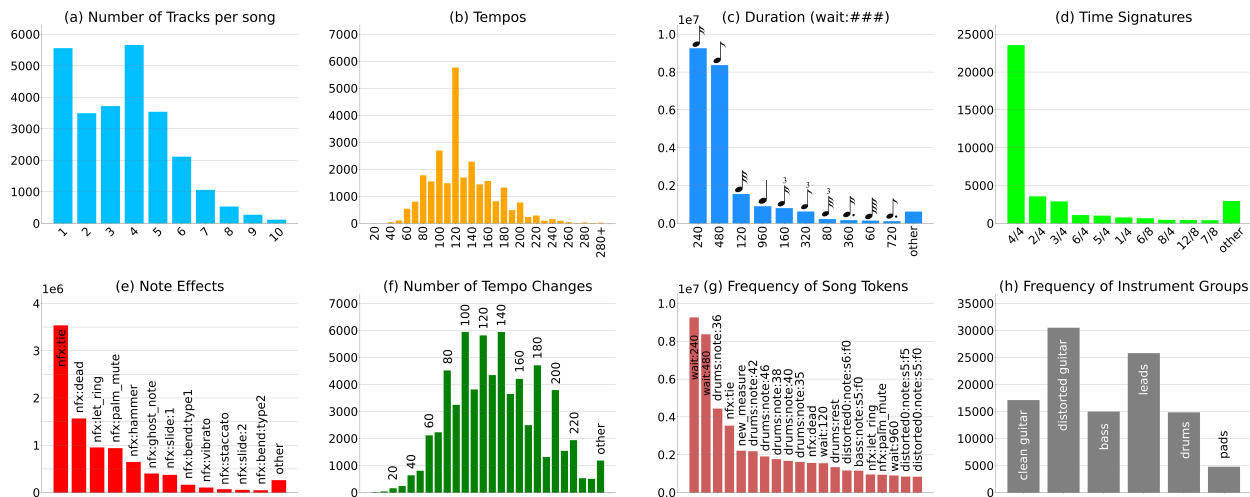 (a) Number of Tracks per song
6000
5000
4000
3000
2000
1000
0
1 2 3 4 5 6 7 8 9 10
(b) Tempos
7000
6000
5000
4000
3000
2000
1000
0
20 40 60 80 100 120 140 160 180 200 220 240 260 280 280+
(c) Duration (wait:###)
1e7
1.0
0.8
0.6
0.4
0.2
0.0
3 3 3
240 480 120 960 160 320 80 360 60 720 other
(d) Time Signatures
25000
20000
15000
10000
5000
0
4/4 2/4 3/4 6/4 5/4 1/4 6/8 8/4 12/8 7/8 other
(e) Note Effects
1e6
4
3
2
1
0
nfx:tie
nfx:dead
nfx:let_ring
nfx:palm_mute
nfx:hammer
nfx:ghost_note
nfx:slide:1
nfx:bend:type1
nfx:vibrato
nfx:staccato
nfx:slide:2
nfx:bend:type2
other
(f) Number of Tempo Changes
7000
6000
5000
4000
3000
2000
1000
0
20 40 60 80 100 120 140 160 180 200 220 other
(g) Frequency of Song Tokens
1e7
1.0
0.8
0.6
0.4
0.2
0.0
wait:240
wait:480
drums:note:36
nfx:tie
new_measure
drums:note:42
drums:note:46
drums:note:38
drums:note:40
drums:note:35
nfx:dead
wait:120
drums:rest
distorted0:note:s6:f0
bass:note:s5:f0
nfx:let_ring
nfx:palm_mute
wait:960
distorted0:note:s5:f5
distorted0:note:s5:f0
(h) Frequency of Instrument Groups
35000
30000
25000
20000
15000
10000
5000
0
clean guitar
distorted guitar
bass
leads
drums
pads